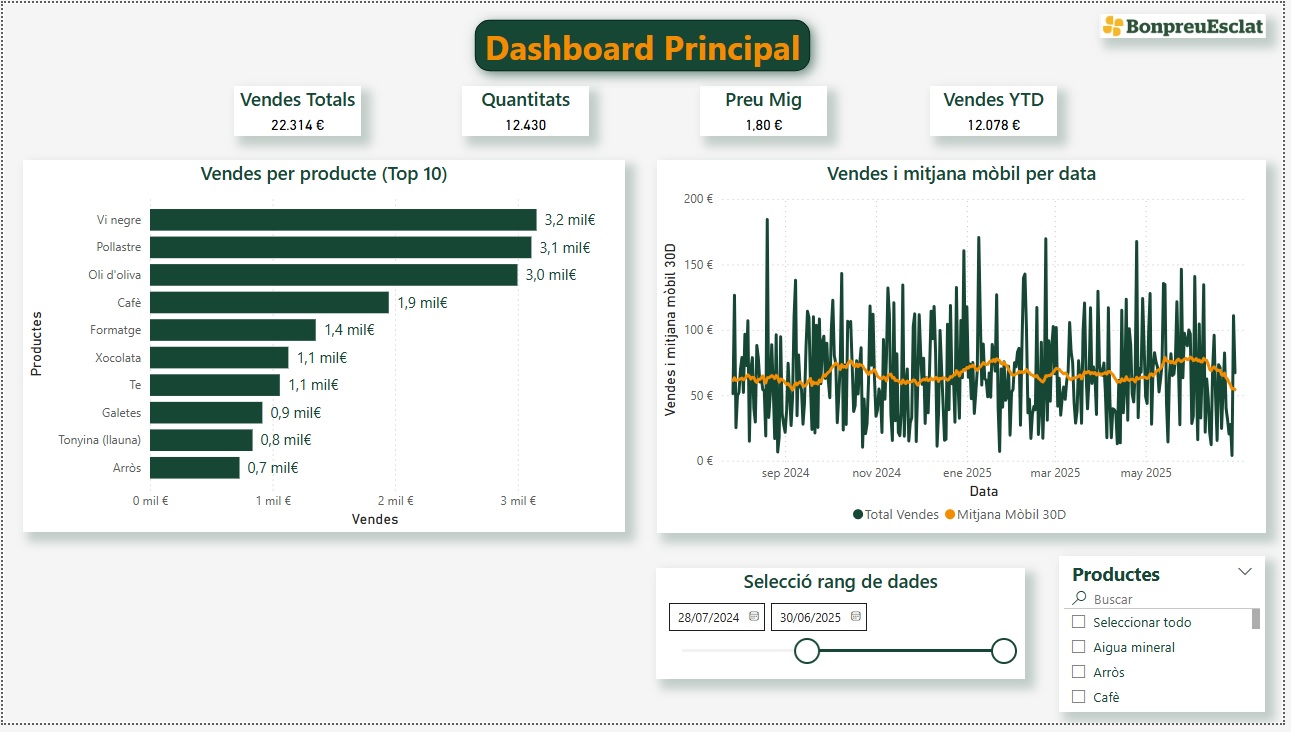 Dashboard Principal
BonpreuEsclat
Vendes Totals
22.314 €
Quantitats
12.430
Preu Mig
1,80 €
Vendes YTD
12.078 €
Vendes per producte (Top 10)
Productes
Vi negre
3,2 mil€
Pollastre
3,1 mil€
Oli d'oliva
3,0 mil€
Cafè
1,9 mil€
Formatge
1,4 mil€
Xocolata
1,1 mil€
Te
1,1 mil€
Galetes
0,9 mil€
Tonyina (llauna)
0,8 mil€
Arròs
0,7 mil€
0 mil €
1 mil €
2 mil €
3 mil €
Vendes
Vendes i mitjana mòbil per data
Vendes i mitjana mòbil 30D
200 €
150 €
100 €
50 €
0 €
sep 2024
nov 2024
ene 2025
mar 2025
may 2025
Data
Total Vendes
Mitjana Mòbil 30D
Selecció rang de dades
28/07/2024
30/06/2025
Productes
Buscar
Seleccionar todo
Aigua mineral
Arròs
Cafè